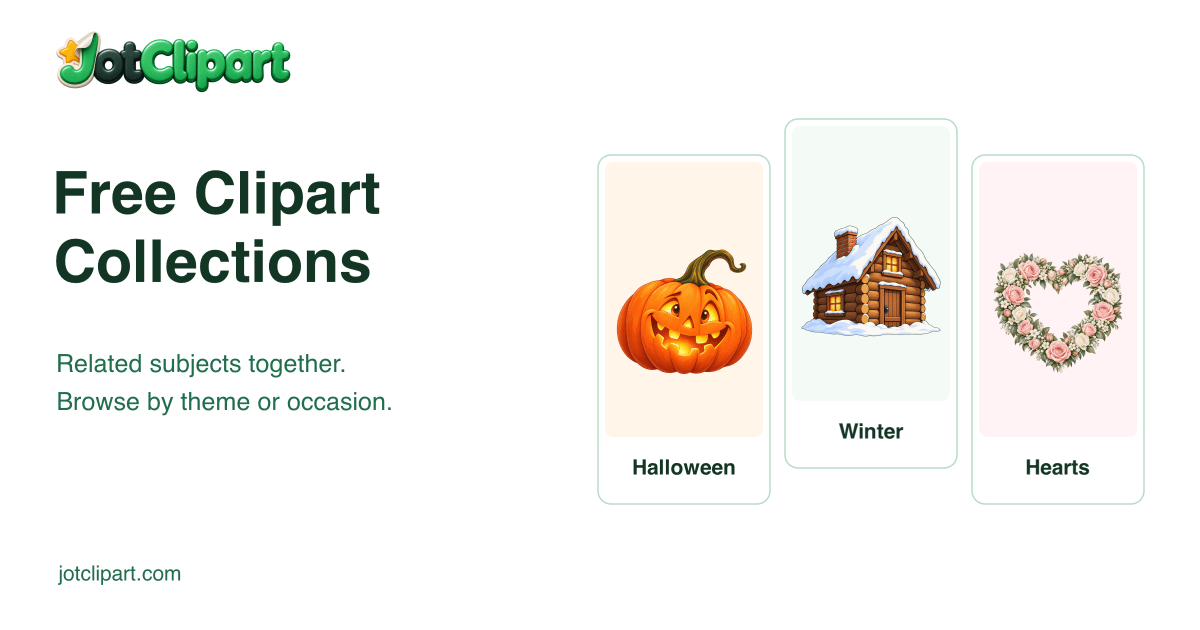 JotClipart
Free Clipart
Collections
Related subjects together.
Browse by theme or occasion.
Halloween
Winter
Hearts
jotclipart.com